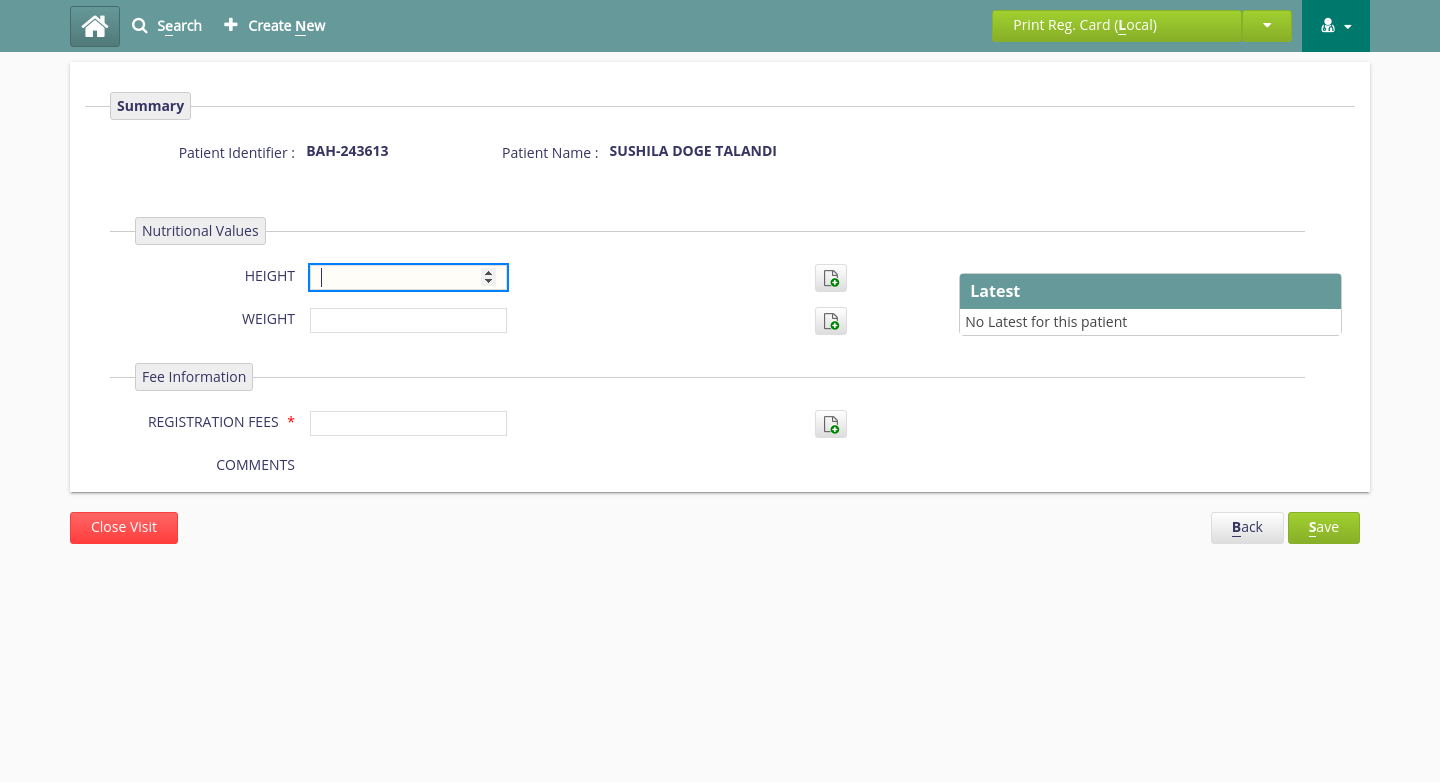 Search Create New Print Reg. Card (Local)
Summary
Patient Identifier : BAH-243613 Patient Name : SUSHILA DOGE TALANDI
Nutritional Values
HEIGHT
Latest
WEIGHT No Latest for this patient
Fee Information
REGISTRATION FEES *
COMMENTS
Close Visit Back Save